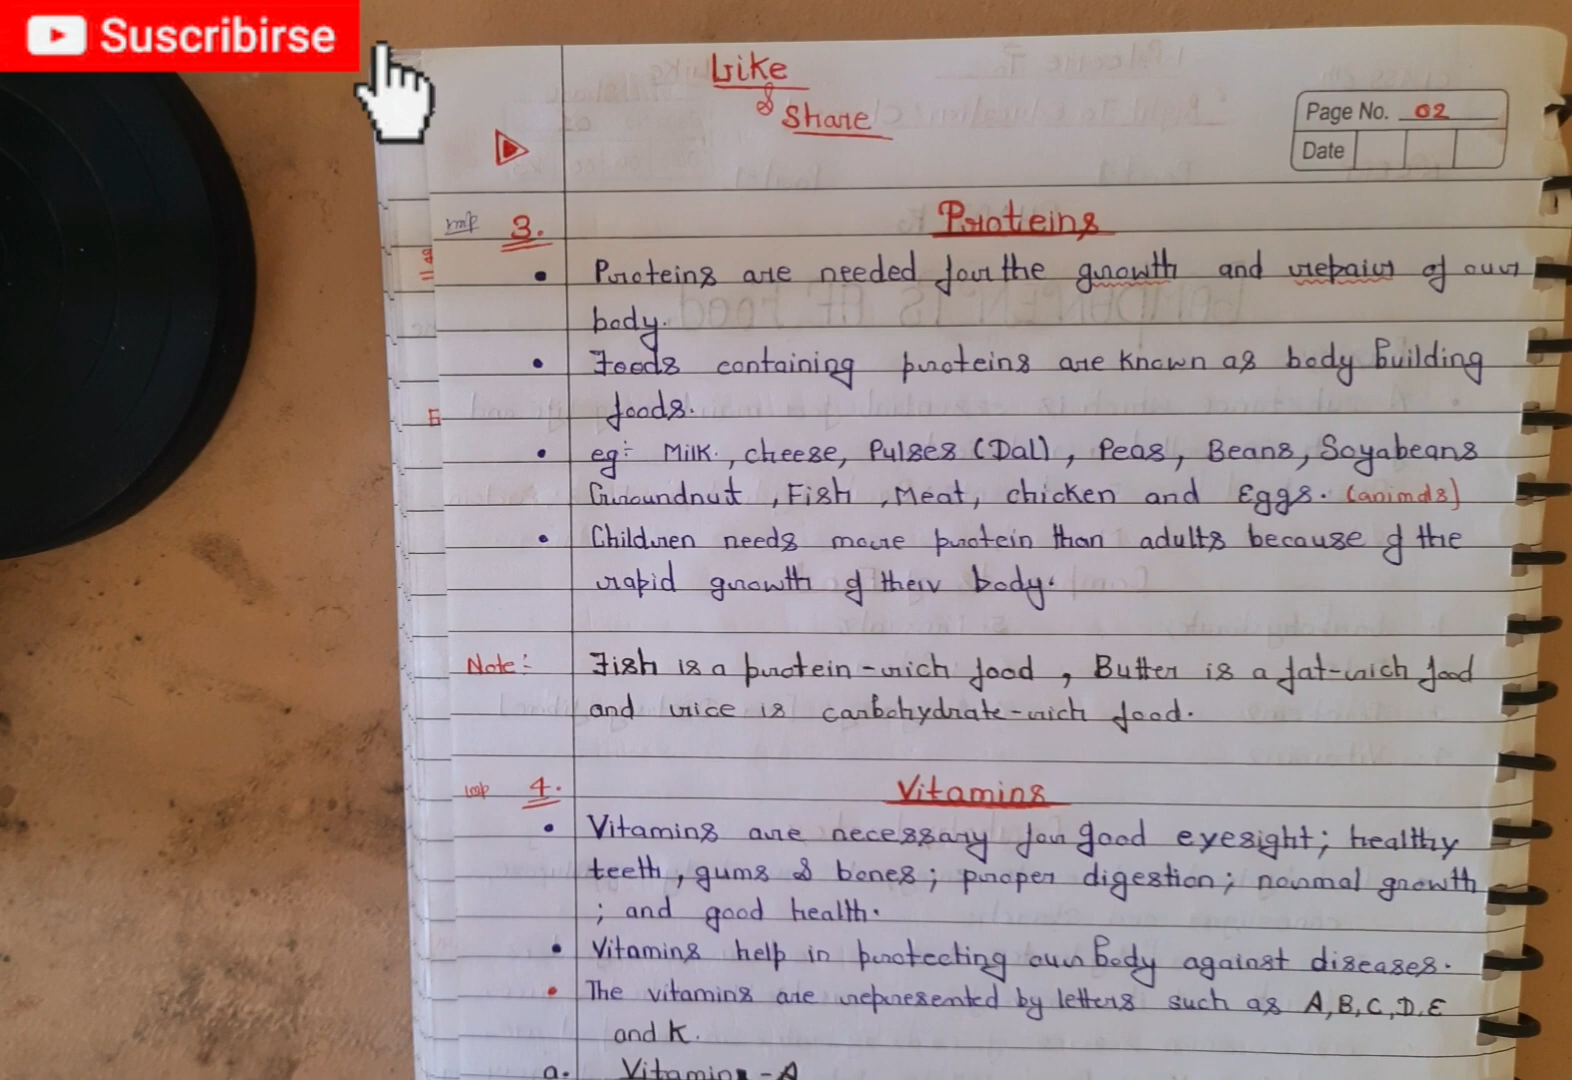 Suscribirse
Like
&
Share
Page No. 02
Date
Imp 3. Proteins
• Proteins are needed for the growth and repair of our
body.
• Foods containing proteins are known as body building
foods.
• eg:- Milk, cheese, Pulses (Dal), Peas, Beans, Soyabeans
Groundnut, Fish, Meat, chicken and Eggs. (animals)
• Children needs more protein than adults because of the
rapid growth of their body.
Note:- Fish is a protein-rich food, Butter is a fat-rich food
and rice is carbohydrate-rich food.
Imp 4. Vitamins
• Vitamins are necessary for good eyesight; healthy
teeth, gums & bones; proper digestion; normal growth
; and good health.
• Vitamins help in protecting our body against diseases.
• The vitamins are represented by letters such as A, B, C, D, E
and K.
a. Vitamin - A